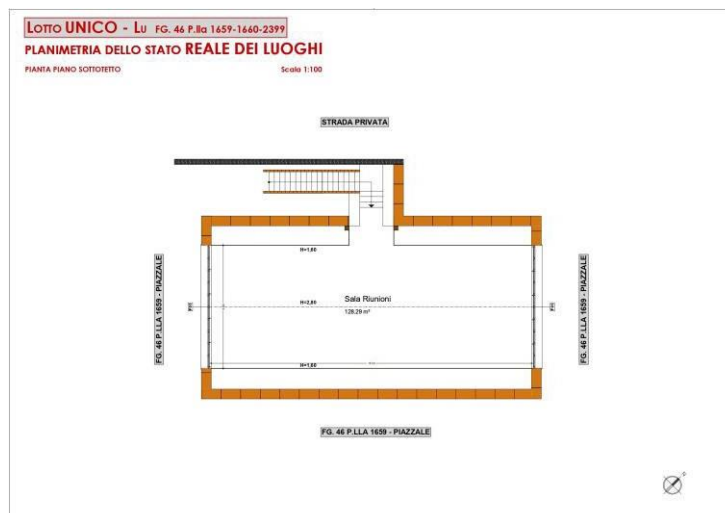 LOTTO UNICO - LU FG. 46 P.lla 1659-1660-2399
PLANIMETRIA DELLO STATO REALE DEI LUOGHI
PIANTA PIANO SOTTOTETTO Scala 1:100
STRADA PRIVATA
H=1,60
FG. 46 P.LLA 1659 - PIAZZALE
H=2,80
Sala Riunioni
128.29 m²
FG. 46 P.LLA 1659 - PIAZZALE
H=1,60
FG. 46 P.LLA 1659 - PIAZZALE